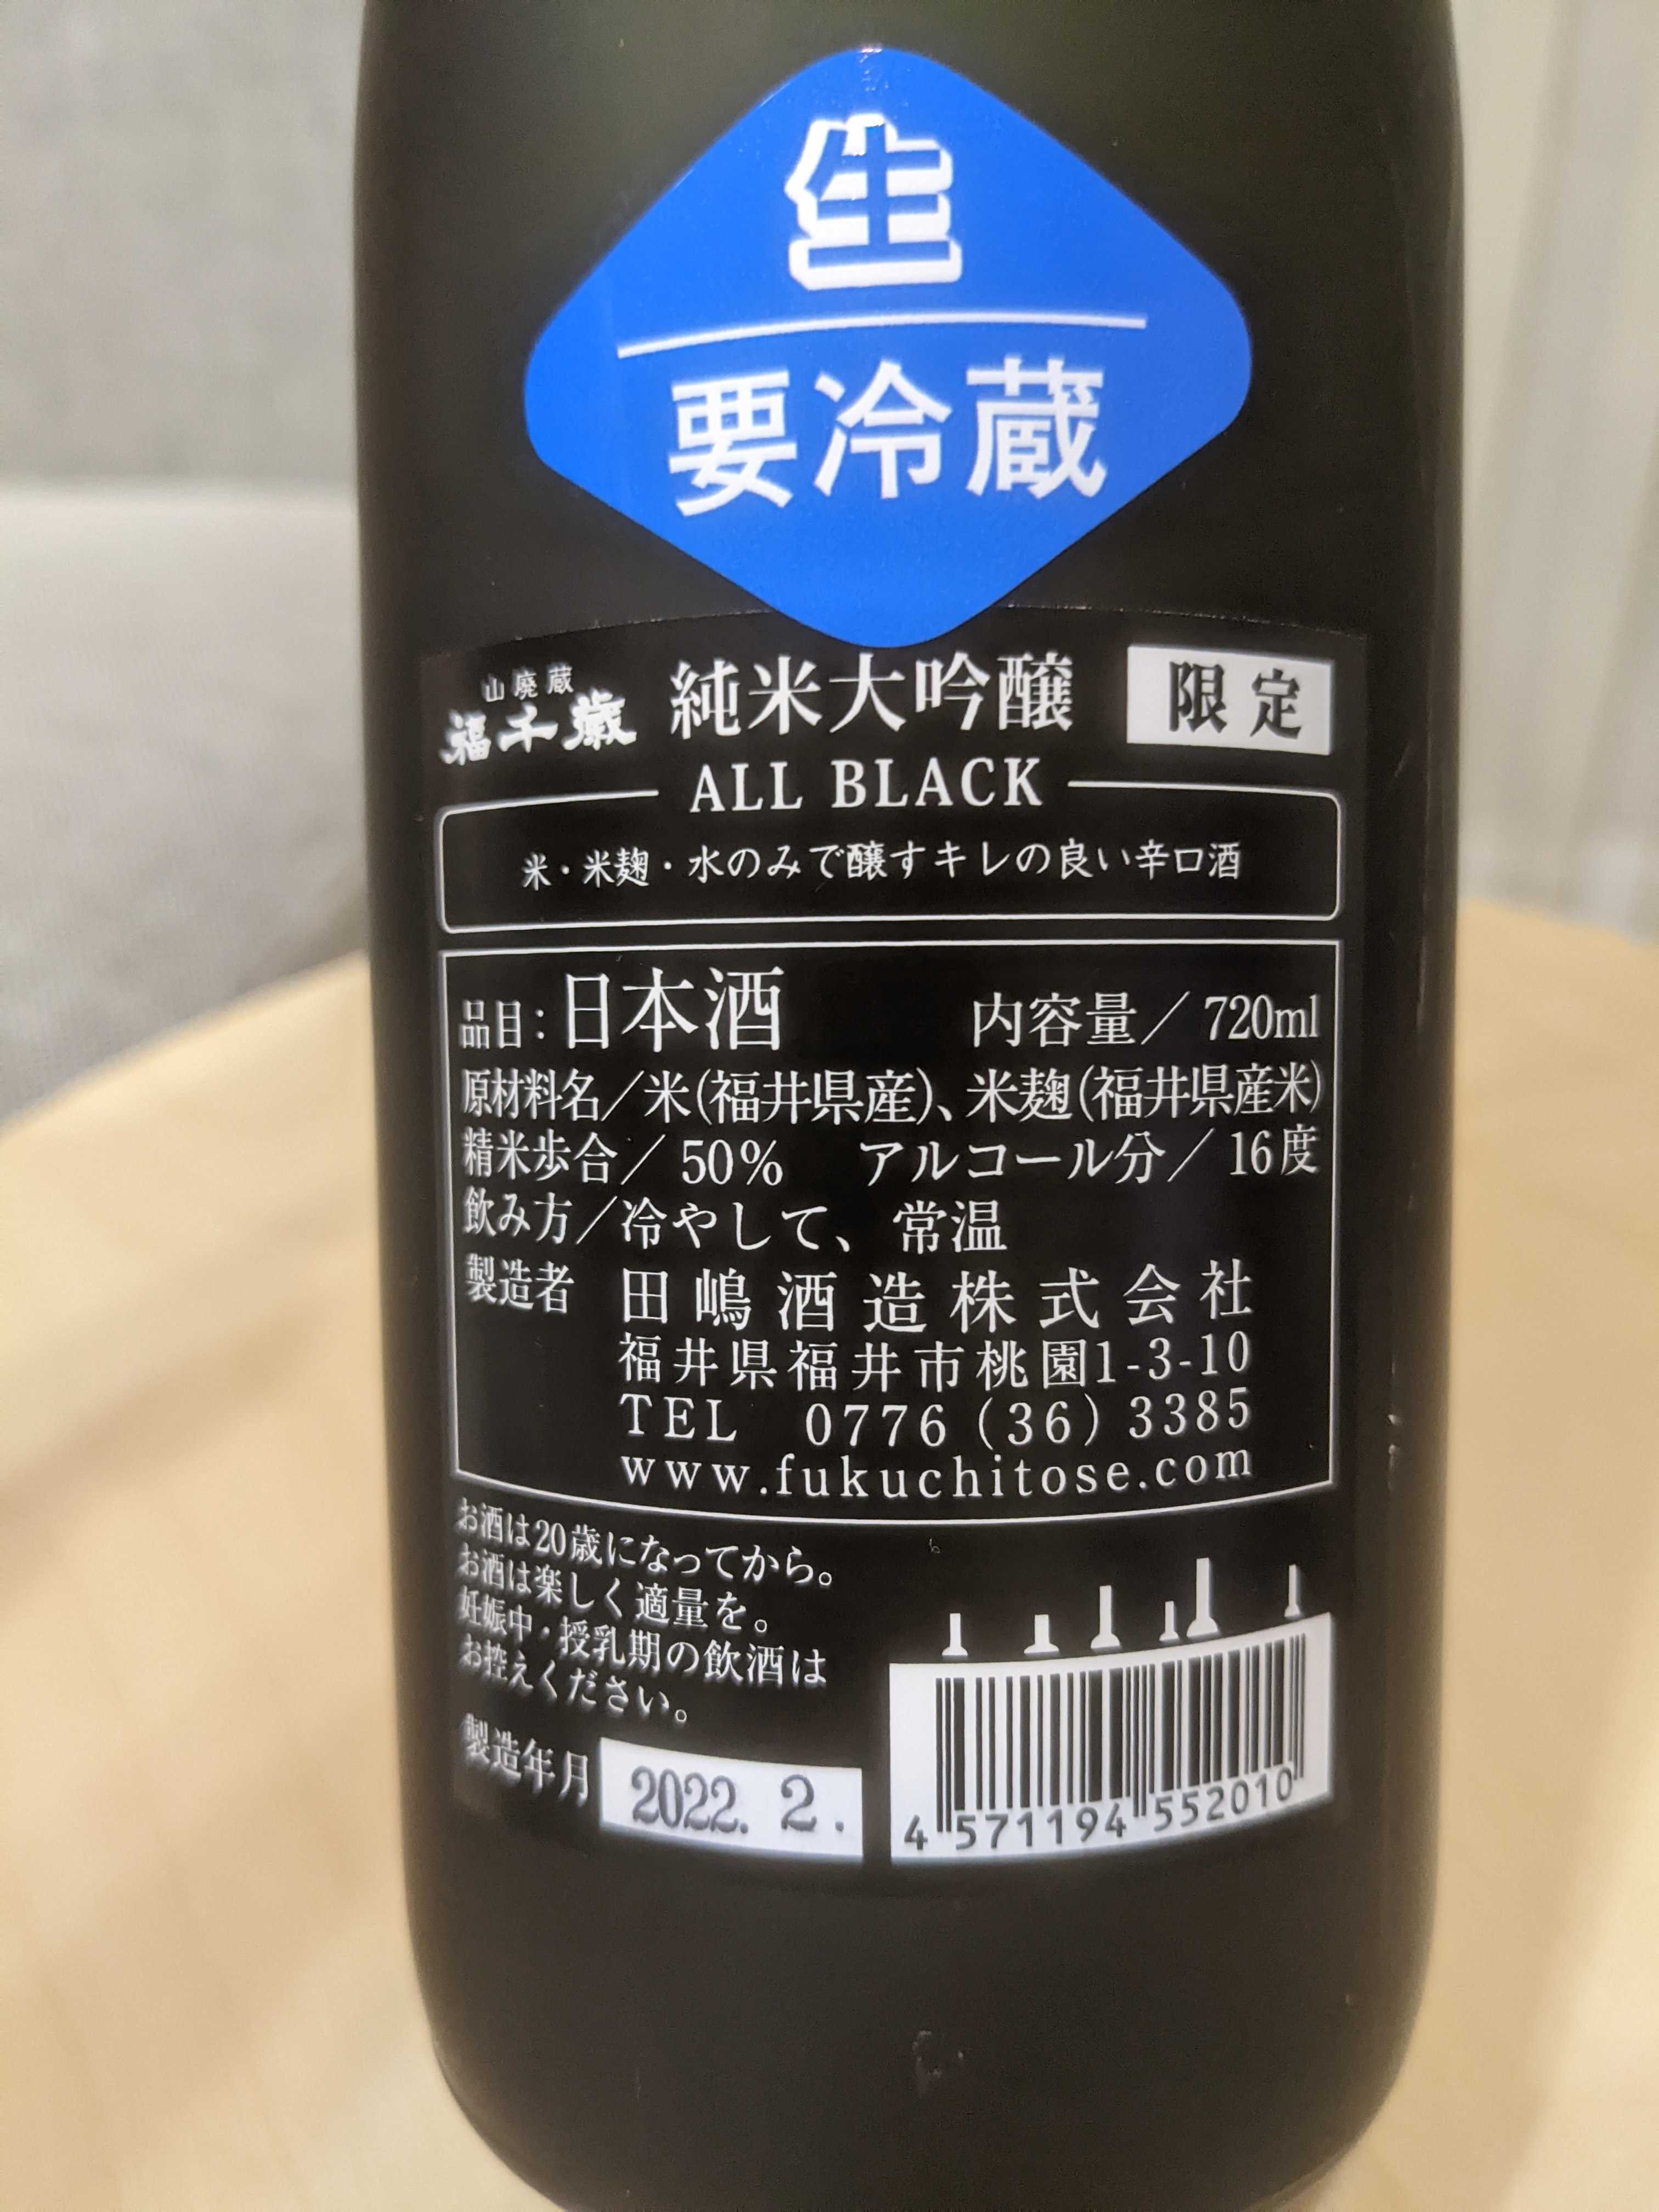 生
要冷蔵
山廃蔵
福千歳 純米大吟醸 限定
ALL BLACK
米・米麹・水のみで醸すキレの良い辛口酒
品目:日本酒 内容量／720ml
原材料名／米(福井県産)、米麹(福井県産米)
精米歩合／50% アルコール分／16度
飲み方／冷やして、常温
製造者 田嶋酒造株式会社
福井県福井市桃園1-3-10
TEL 0776(36)3385
www.fukuchitose.com
お酒は20歳になってから。
お酒は楽しく適量を。
妊娠中・授乳期の飲酒は
お控えください。
製造年月 2022. 2.
4 571194 552010